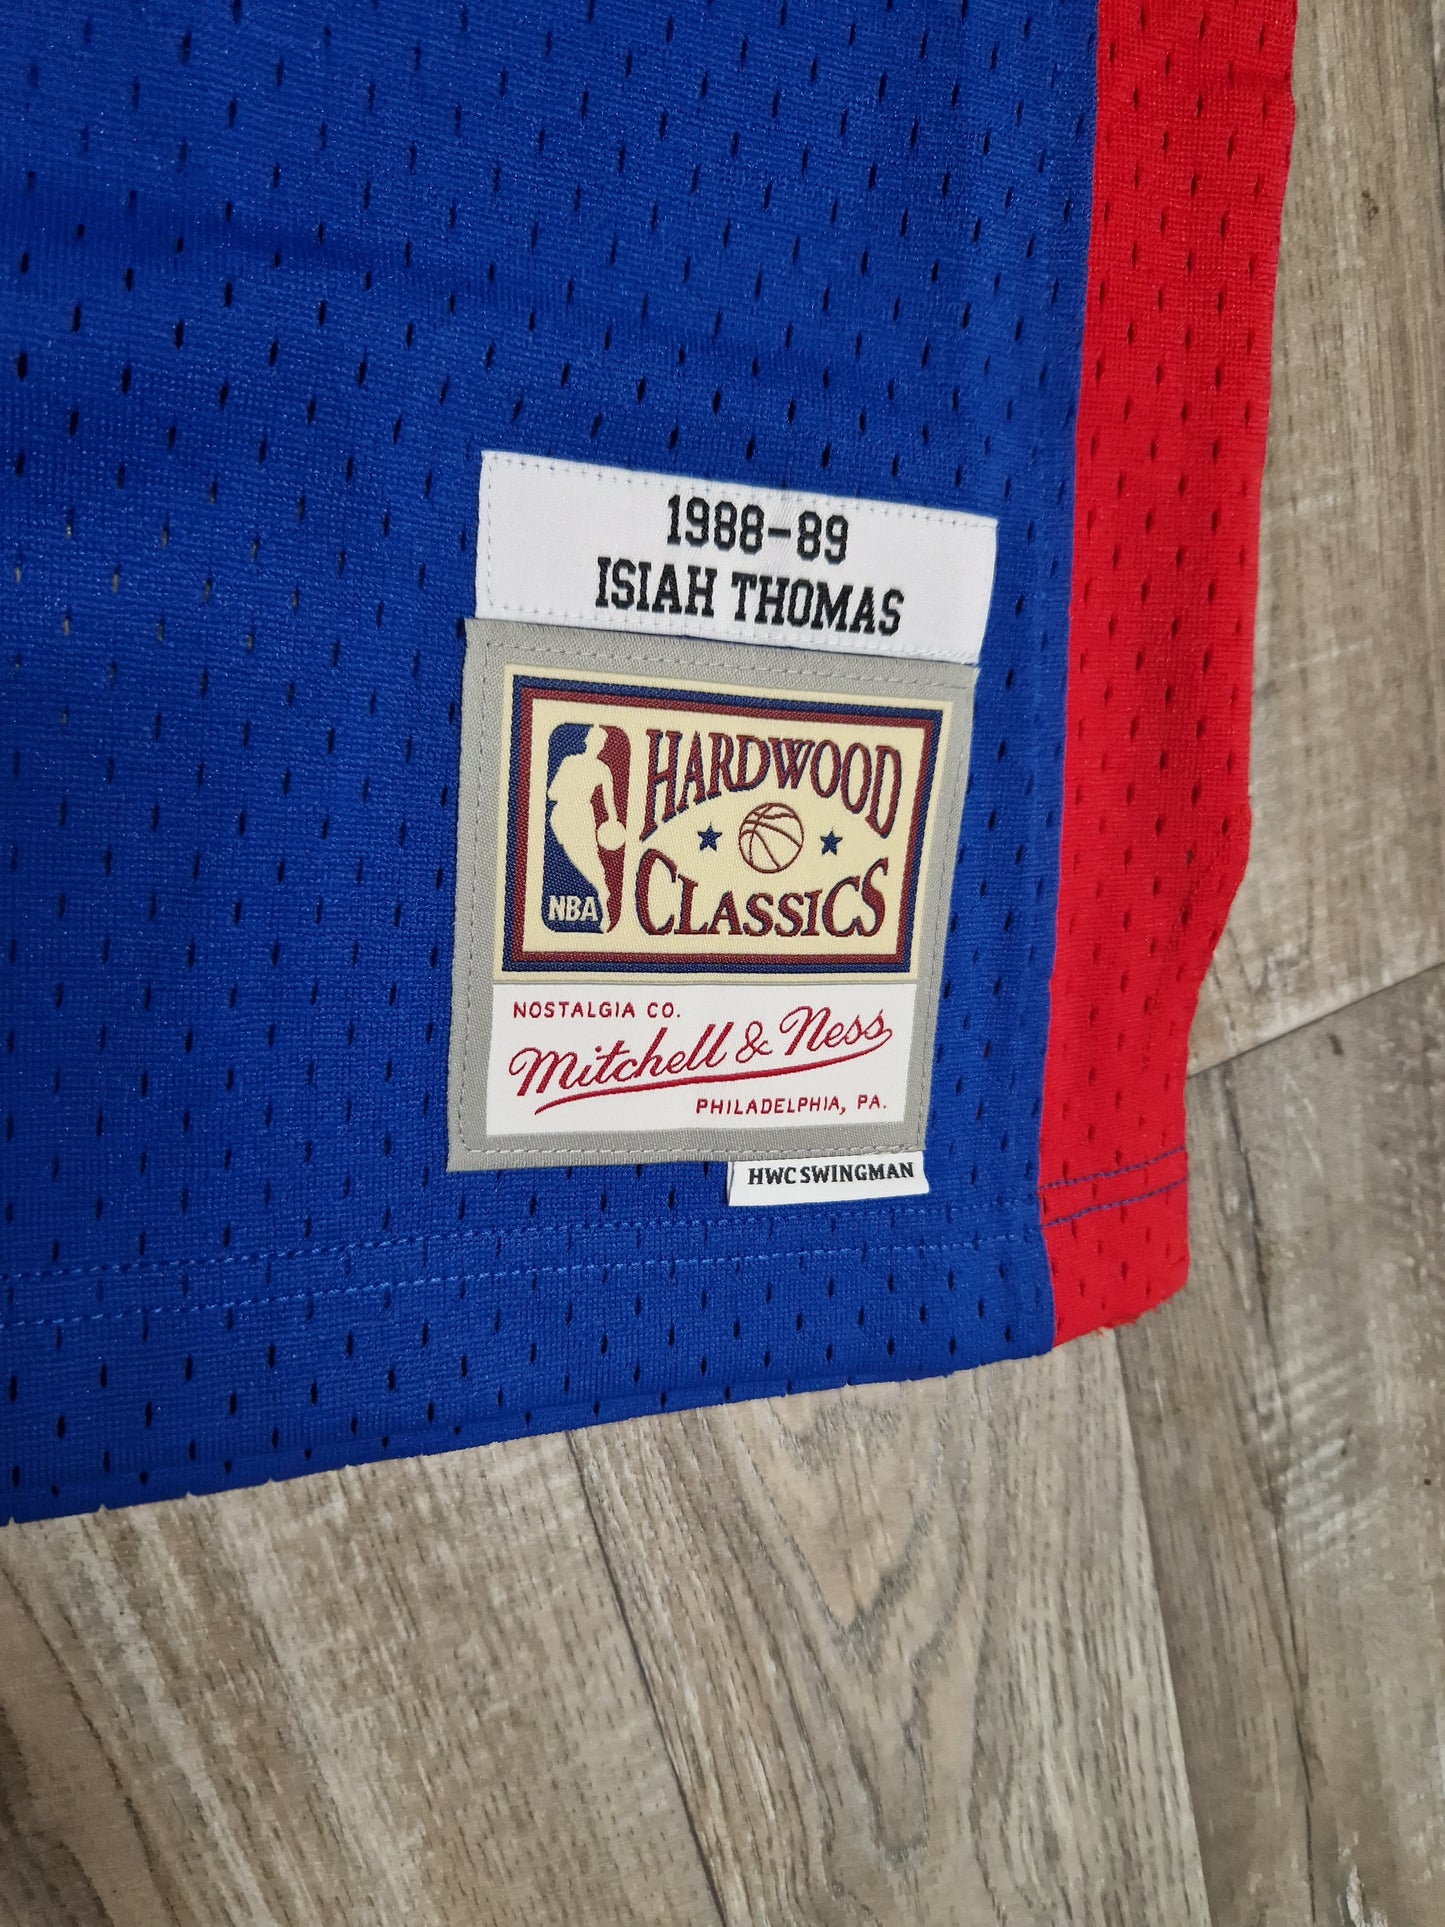 1988-89
ISIAH THOMAS
HARDWOOD
CLASSICS
NBA
NOSTALGIA CO.
Mitchell & Ness
PHILADELPHIA, PA.
HWC SWINGMAN